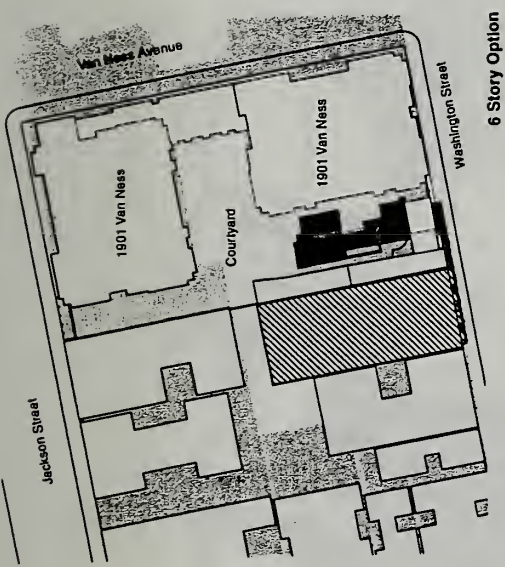 Van Ness Avenue
1901 Van Ness
1901 Van Ness
Courtyard
Jackson Street
Washington Street
6 Story Option